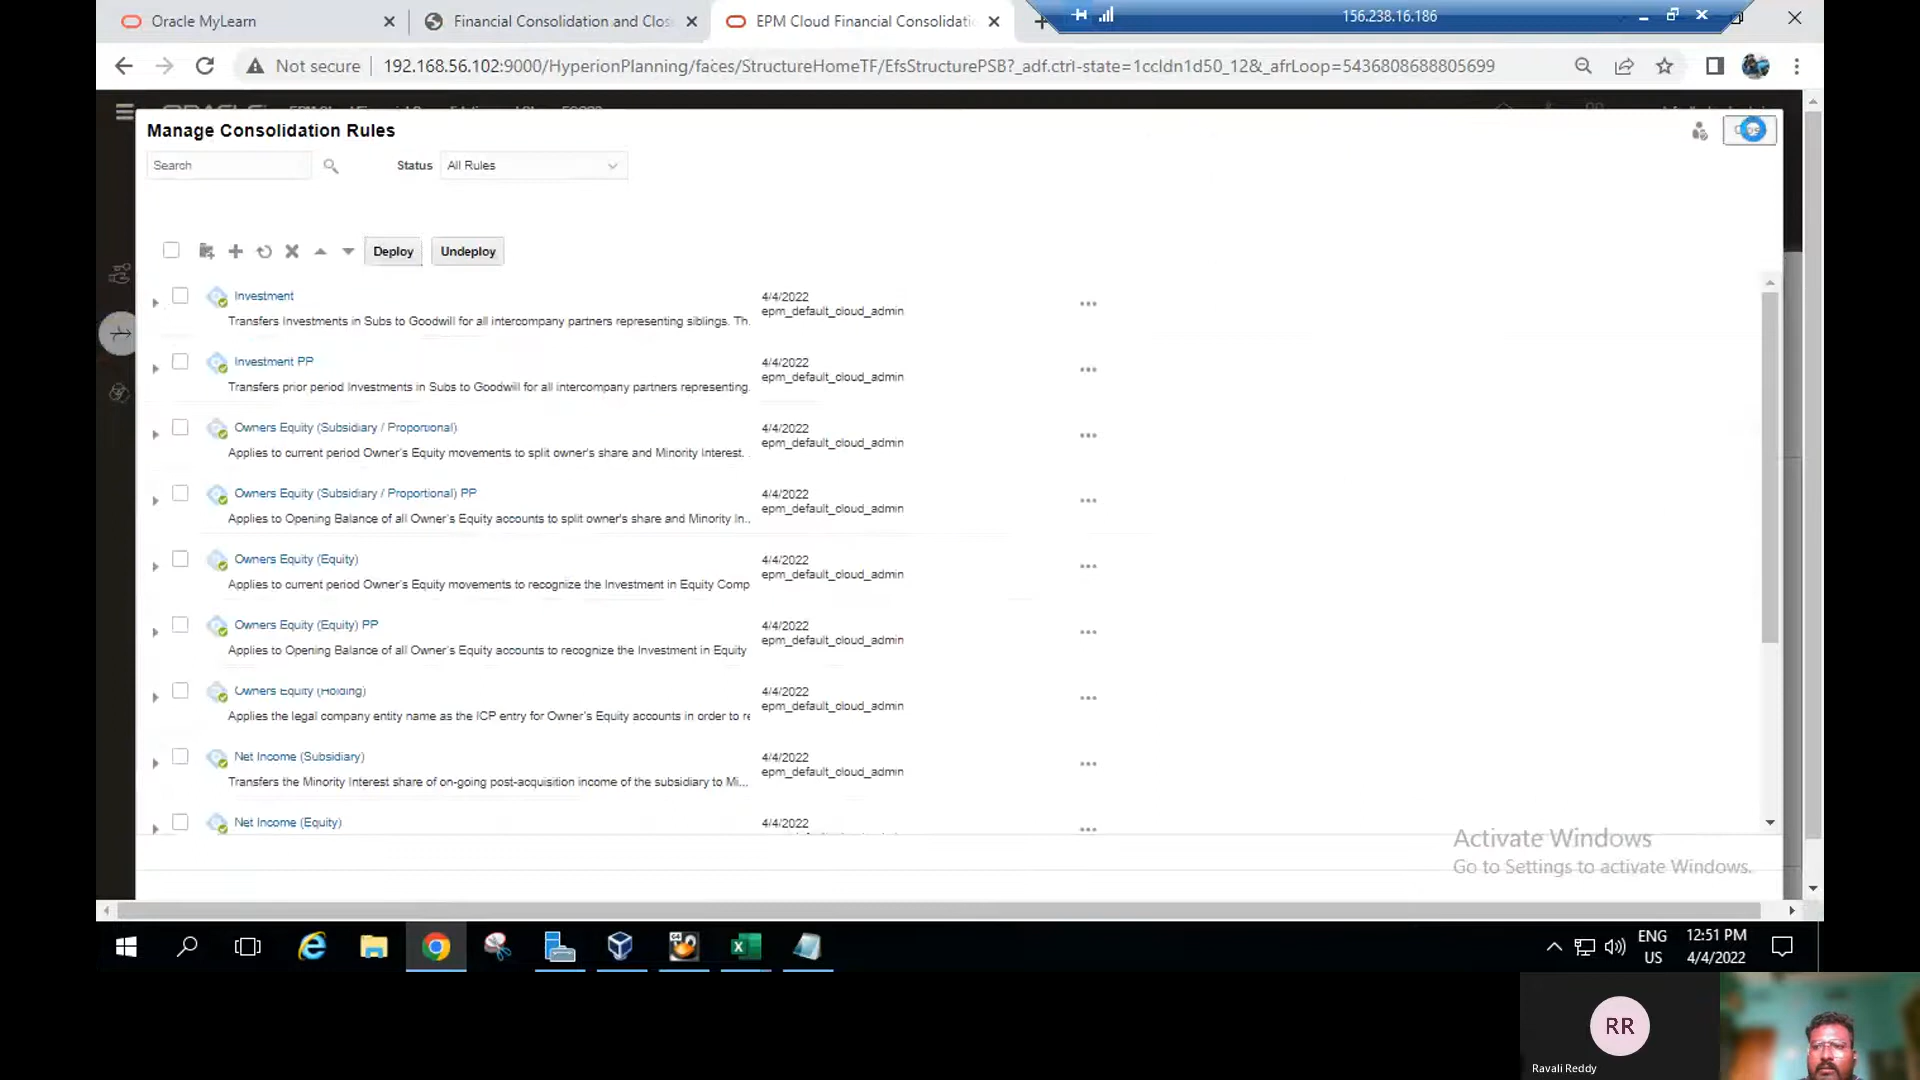 Oracle MyLearn
Financial Consolidation and Clos
EPM Cloud Financial Consolidati
156.238.16.186
Not secure
192.168.56.102:9000/HyperionPlanning/faces/StructureHomeTF/EfsStructurePSB?_adf.ctrl-state=1ccldn1d50_12&_afrLoop=5436808688805699
Manage Consolidation Rules
Search
Status
All Rules
Deploy
Undeploy
Investment
4/4/2022
epm_default_cloud_admin
Transfers Investments in Subs to Goodwill for all intercompany partners representing siblings. Th.
Investment PP
4/4/2022
epm_default_cloud_admin
Transfers prior period Investments in Subs to Goodwill for all intercompany partners representing.
Owners Equity (Subsidiary / Proportional)
4/4/2022
epm_default_cloud_admin
Applies to current period Owner's Equity movements to split owner's share and Minority Interest.
Owners Equity (Subsidiary / Proportional) PP
4/4/2022
epm_default_cloud_admin
Applies to Opening Balance of all Owner's Equity accounts to split owner's share and Minority In..
Owners Equity (Equity)
4/4/2022
epm_default_cloud_admin
Applies to current period Owner's Equity movements to recognize the Investment in Equity Comp
Owners Equity (Equity) PP
4/4/2022
epm_default_cloud_admin
Applies to Opening Balance of all Owner's Equity accounts to recognize the Investment in Equity
Owners Equity (Holding)
4/4/2022
epm_default_cloud_admin
Applies the legal company entity name as the ICP entry for Owner's Equity accounts in order to re
Net Income (Subsidiary)
4/4/2022
epm_default_cloud_admin
Transfers the Minority Interest share of on-going post-acquisition income of the subsidiary to Mi...
Net Income (Equity)
4/4/2022
Activate Windows
Go to Settings to activate Windows.
ENG
US
12:51 PM
4/4/2022
RR
Ravali Reddy